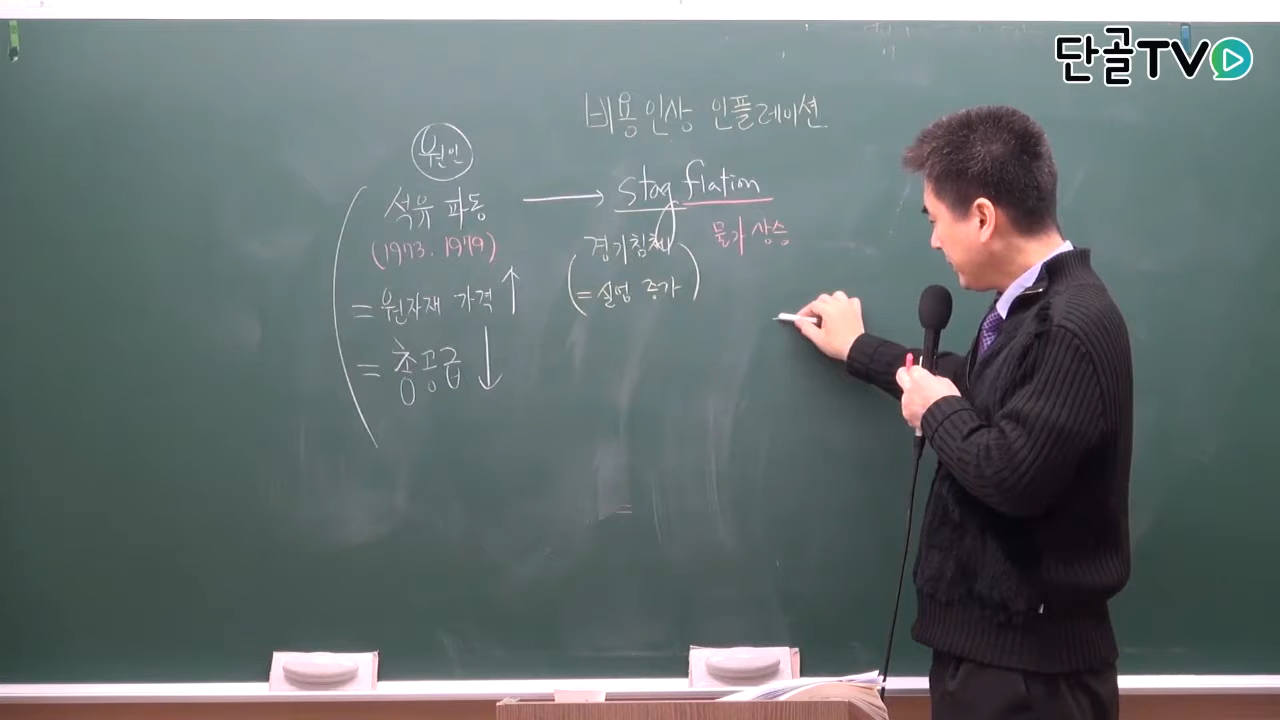 단골TV
비용인상 인플레이션
원인
석유 파동 → stagflation
(1973. 1979)
경기침체
물가 상승
= 원자재 가격 ↑
(= 실업 증가)
= 총공급 ↓
=